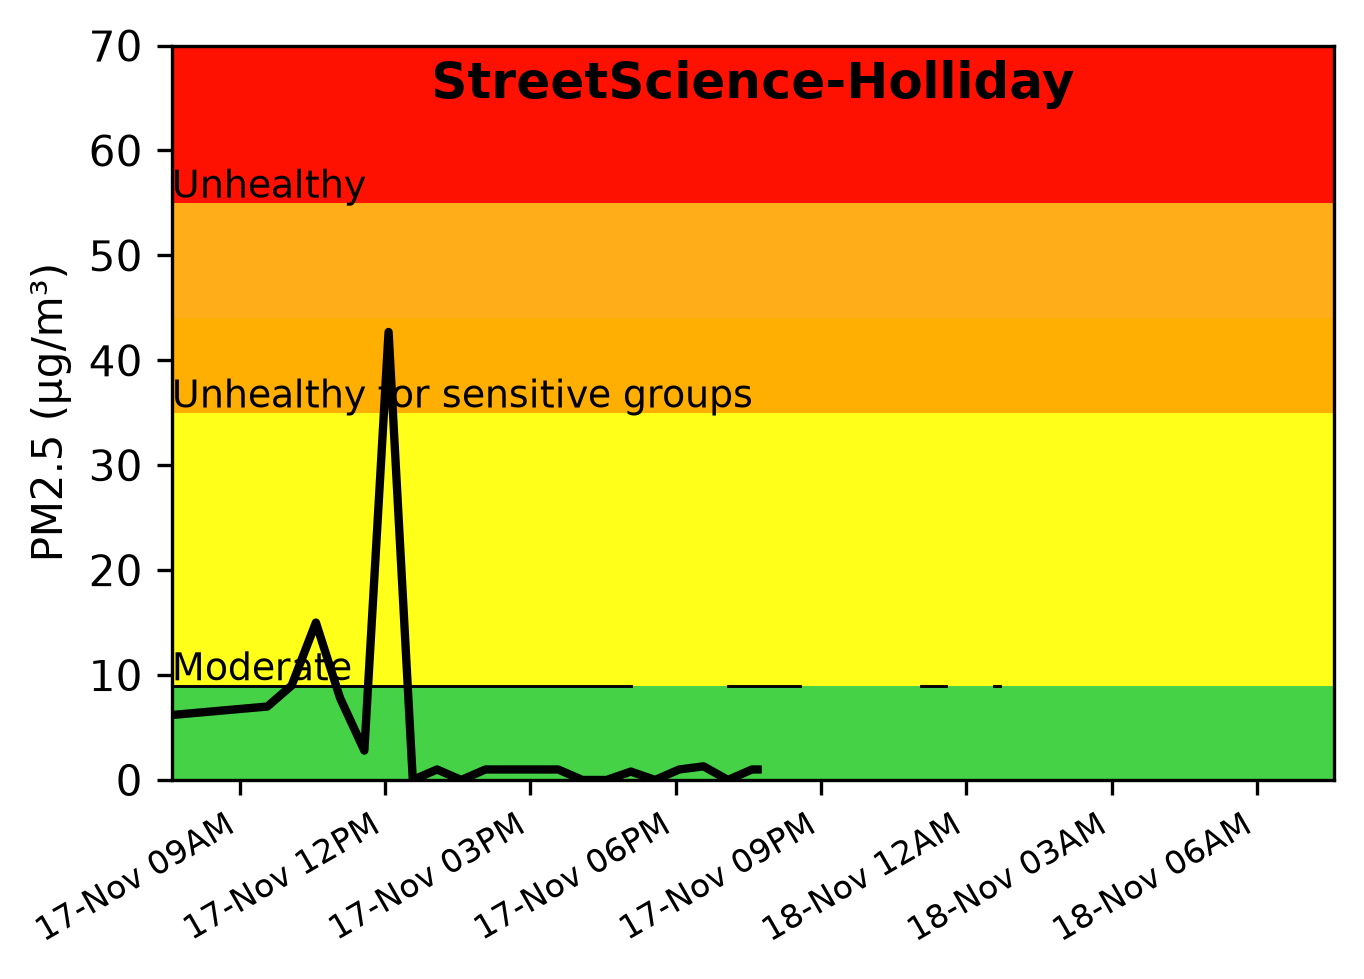 StreetScience-Holliday
70
60
50
40
30
20
10
0
PM2.5 (µg/m³)
Unhealthy
Unhealthy for sensitive groups
Moderate
17-Nov 09AM
17-Nov 12PM
17-Nov 03PM
17-Nov 06PM
17-Nov 09PM
18-Nov 12AM
18-Nov 03AM
18-Nov 06AM